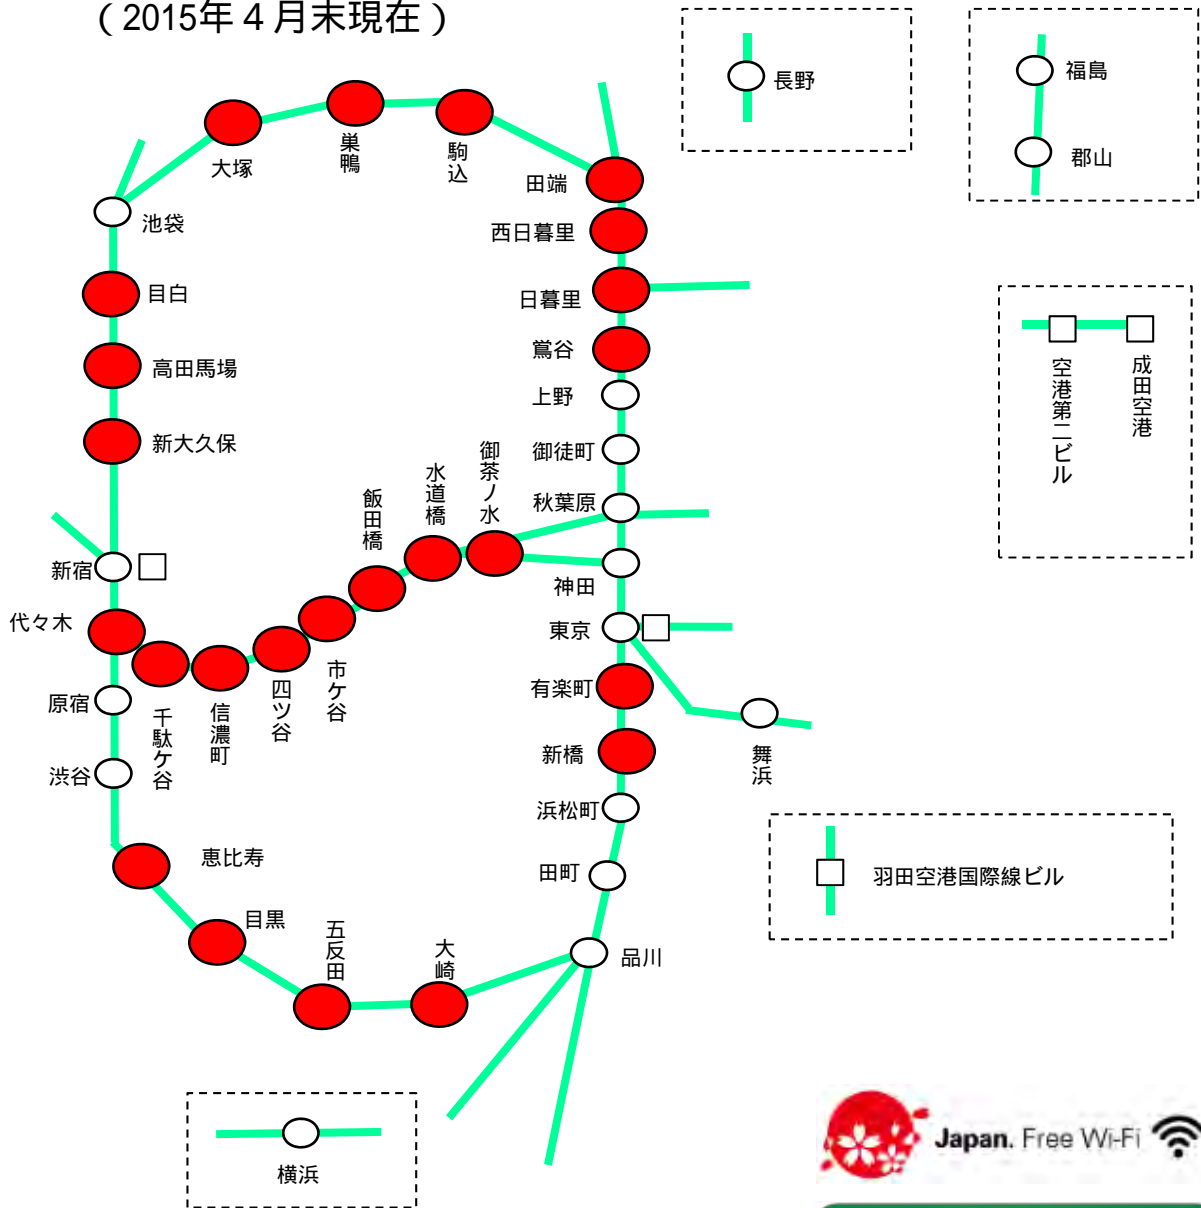 （2015年４月末現在）
長野
福島
郡山
大塚
巣鴨
駒込
田端
西日暮里
日暮里
鶯谷
上野
御徒町
秋葉原
神田
東京
有楽町
新橋
浜松町
田町
品川
池袋
目白
高田馬場
新大久保
新宿
代々木
原宿
渋谷
恵比寿
目黒
五反田
大崎
千駄ケ谷
信濃町
四ツ谷
市ケ谷
飯田橋
水道橋
御茶ノ水
舞浜
空港第二ビル
成田空港
羽田空港国際線ビル
横浜
Japan. Free Wi-Fi